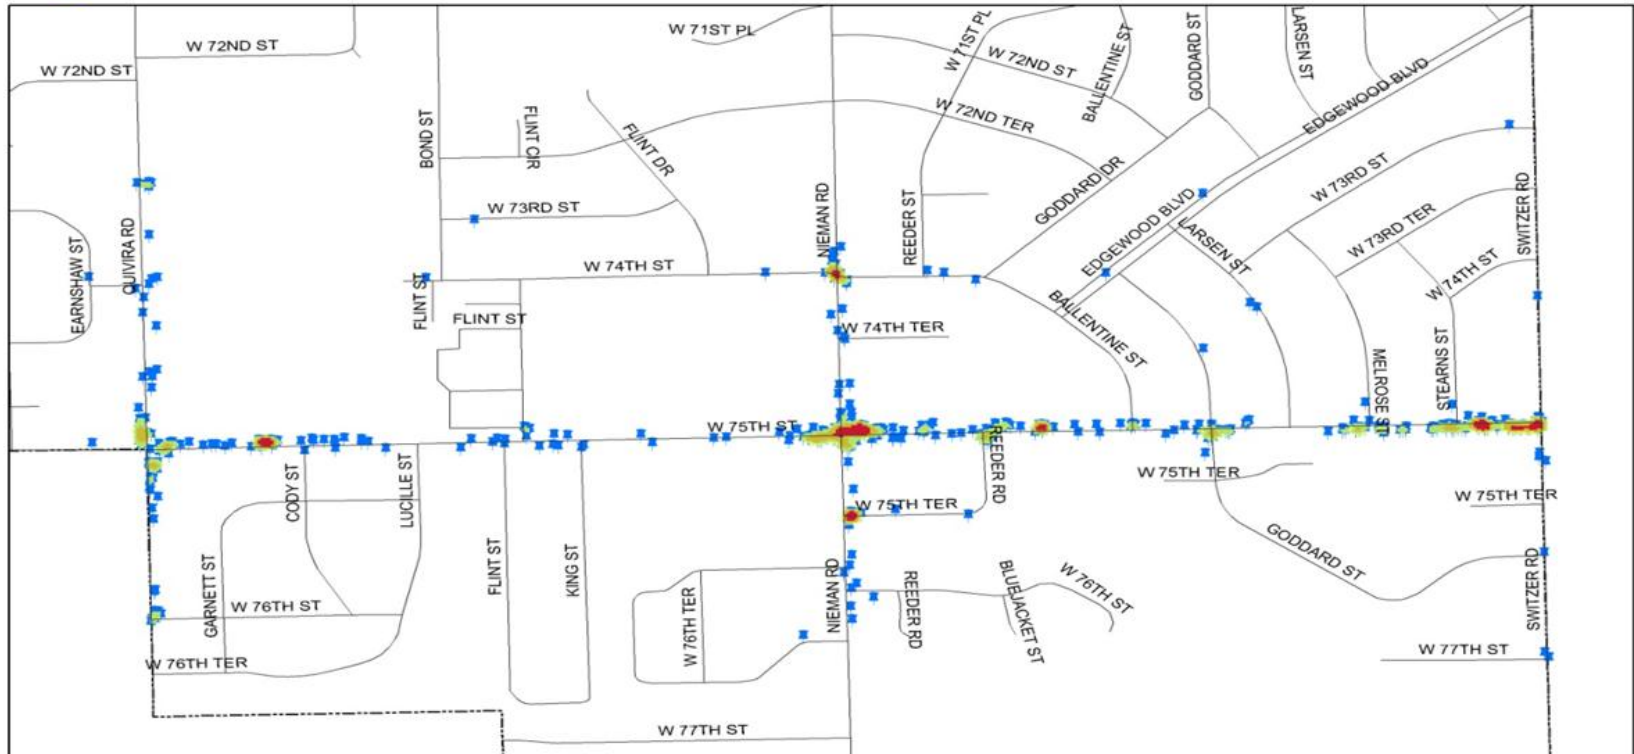 W 71ST PL
W 72ND ST
W 72ND ST
W 71ST PL
W 72ND ST
BALLENTINE ST
GODDARD ST
LARSEN ST
EDGEWOOD BLVD
W 72ND TER
BOND ST
FLINT CIR
FLINT DR
GODDARD DR
W 73RD ST
W 73RD ST
NIEMAN RD
REEDER ST
QUIVIRA RD
EARNSHAW ST
EDGEWOOD BLVD
LARSEN ST
W 73RD TER
SWITZER RD
W 74TH ST
W 74TH ST
FLINT ST
FLINT ST
W 74TH TER
BALLENTINE ST
MELROSE ST
STEARNS ST
W 75TH ST
CODY ST
LUCILLE ST
REEDER RD
W 75TH TER
W 75TH TER
W 75TH TER
GARNETT ST
FLINT ST
KING ST
GODDARD ST
NIEMAN RD
REEDER RD
BLUEJACKET ST
W 76TH ST
SWITZER RD
W 76TH ST
W 76TH TER
W 76TH TER
W 77TH ST
W 77TH ST